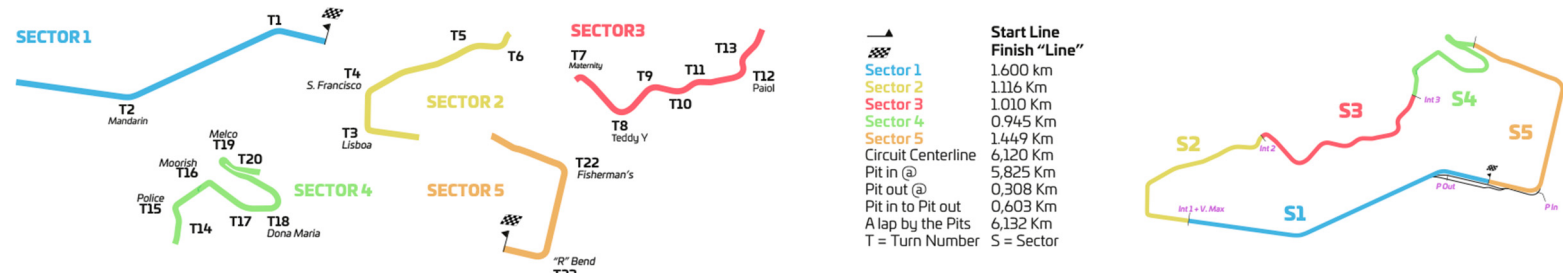 SECTOR 1
T1
T2
Mandarin
T5
T6
T4
S. Francisco
SECTOR 2
T3
Lisboa
SECTOR3
T7
Maternity
T13
T9
T11
T12
Paiol
T10
T8
Teddy Y
Melco
T19
T20
Moorish
T16
SECTOR 4
Police
T15
T14
T17
T18
Dona Maria
SECTOR 5
T22
Fisherman's
"R" Bend
T23
Start Line
Finish “Line”
Sector 1 1.600 km
Sector 2 1.116 km
Sector 3 1.010 Km
Sector 4 0.945 Km
Sector 5 1.449 Km
Circuit Centerline 6,120 Km
Pit in @ 5,825 km
Pit out @ 0,308 Km
Pit in to Pit out 0,603 Km
A lap by the Pits 6,132 Km
T = Turn Number S = Sector
S4
S3
Int 3
S5
S2
Int 2
P Out
P In
Int 1 + V. Max
S1